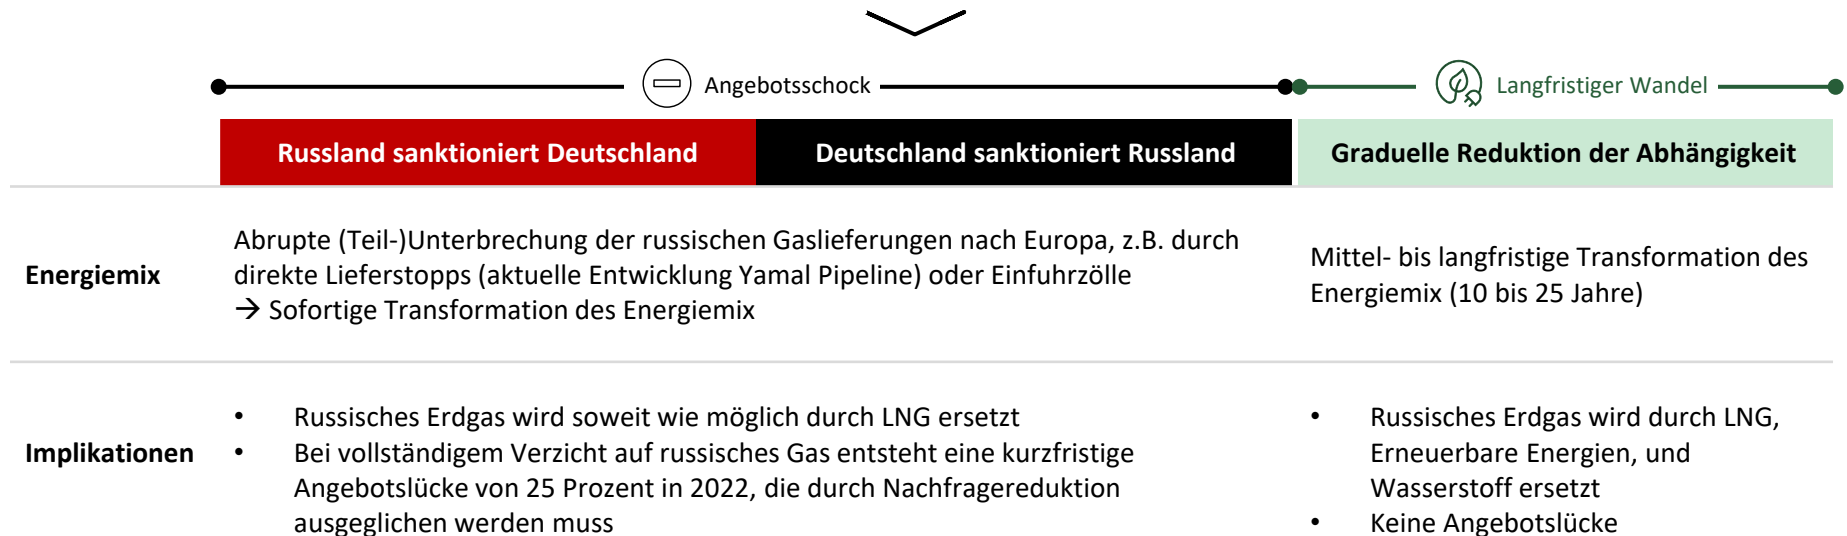 Angebotsschock
Langfristiger Wandel
Russland sanktioniert Deutschland
Deutschland sanktioniert Russland
Graduelle Reduktion der Abhängigkeit
Energiemix
Abrupte (Teil-)Unterbrechung der russischen Gaslieferungen nach Europa, z.B. durch
direkte Lieferstopps (aktuelle Entwicklung Yamal Pipeline) oder Einfuhrzölle
→ Sofortige Transformation des Energiemix
Mittel- bis langfristige Transformation des
Energiemix (10 bis 25 Jahre)
Implikationen
• Russisches Erdgas wird soweit wie möglich durch LNG ersetzt
• Bei vollständigem Verzicht auf russisches Gas entsteht eine kurzfristige
Angebotslücke von 25 Prozent in 2022, die durch Nachfragereduktion
ausgeglichen werden muss
• Russisches Erdgas wird durch LNG,
Erneuerbare Energien, und
Wasserstoff ersetzt
• Keine Angebotslücke